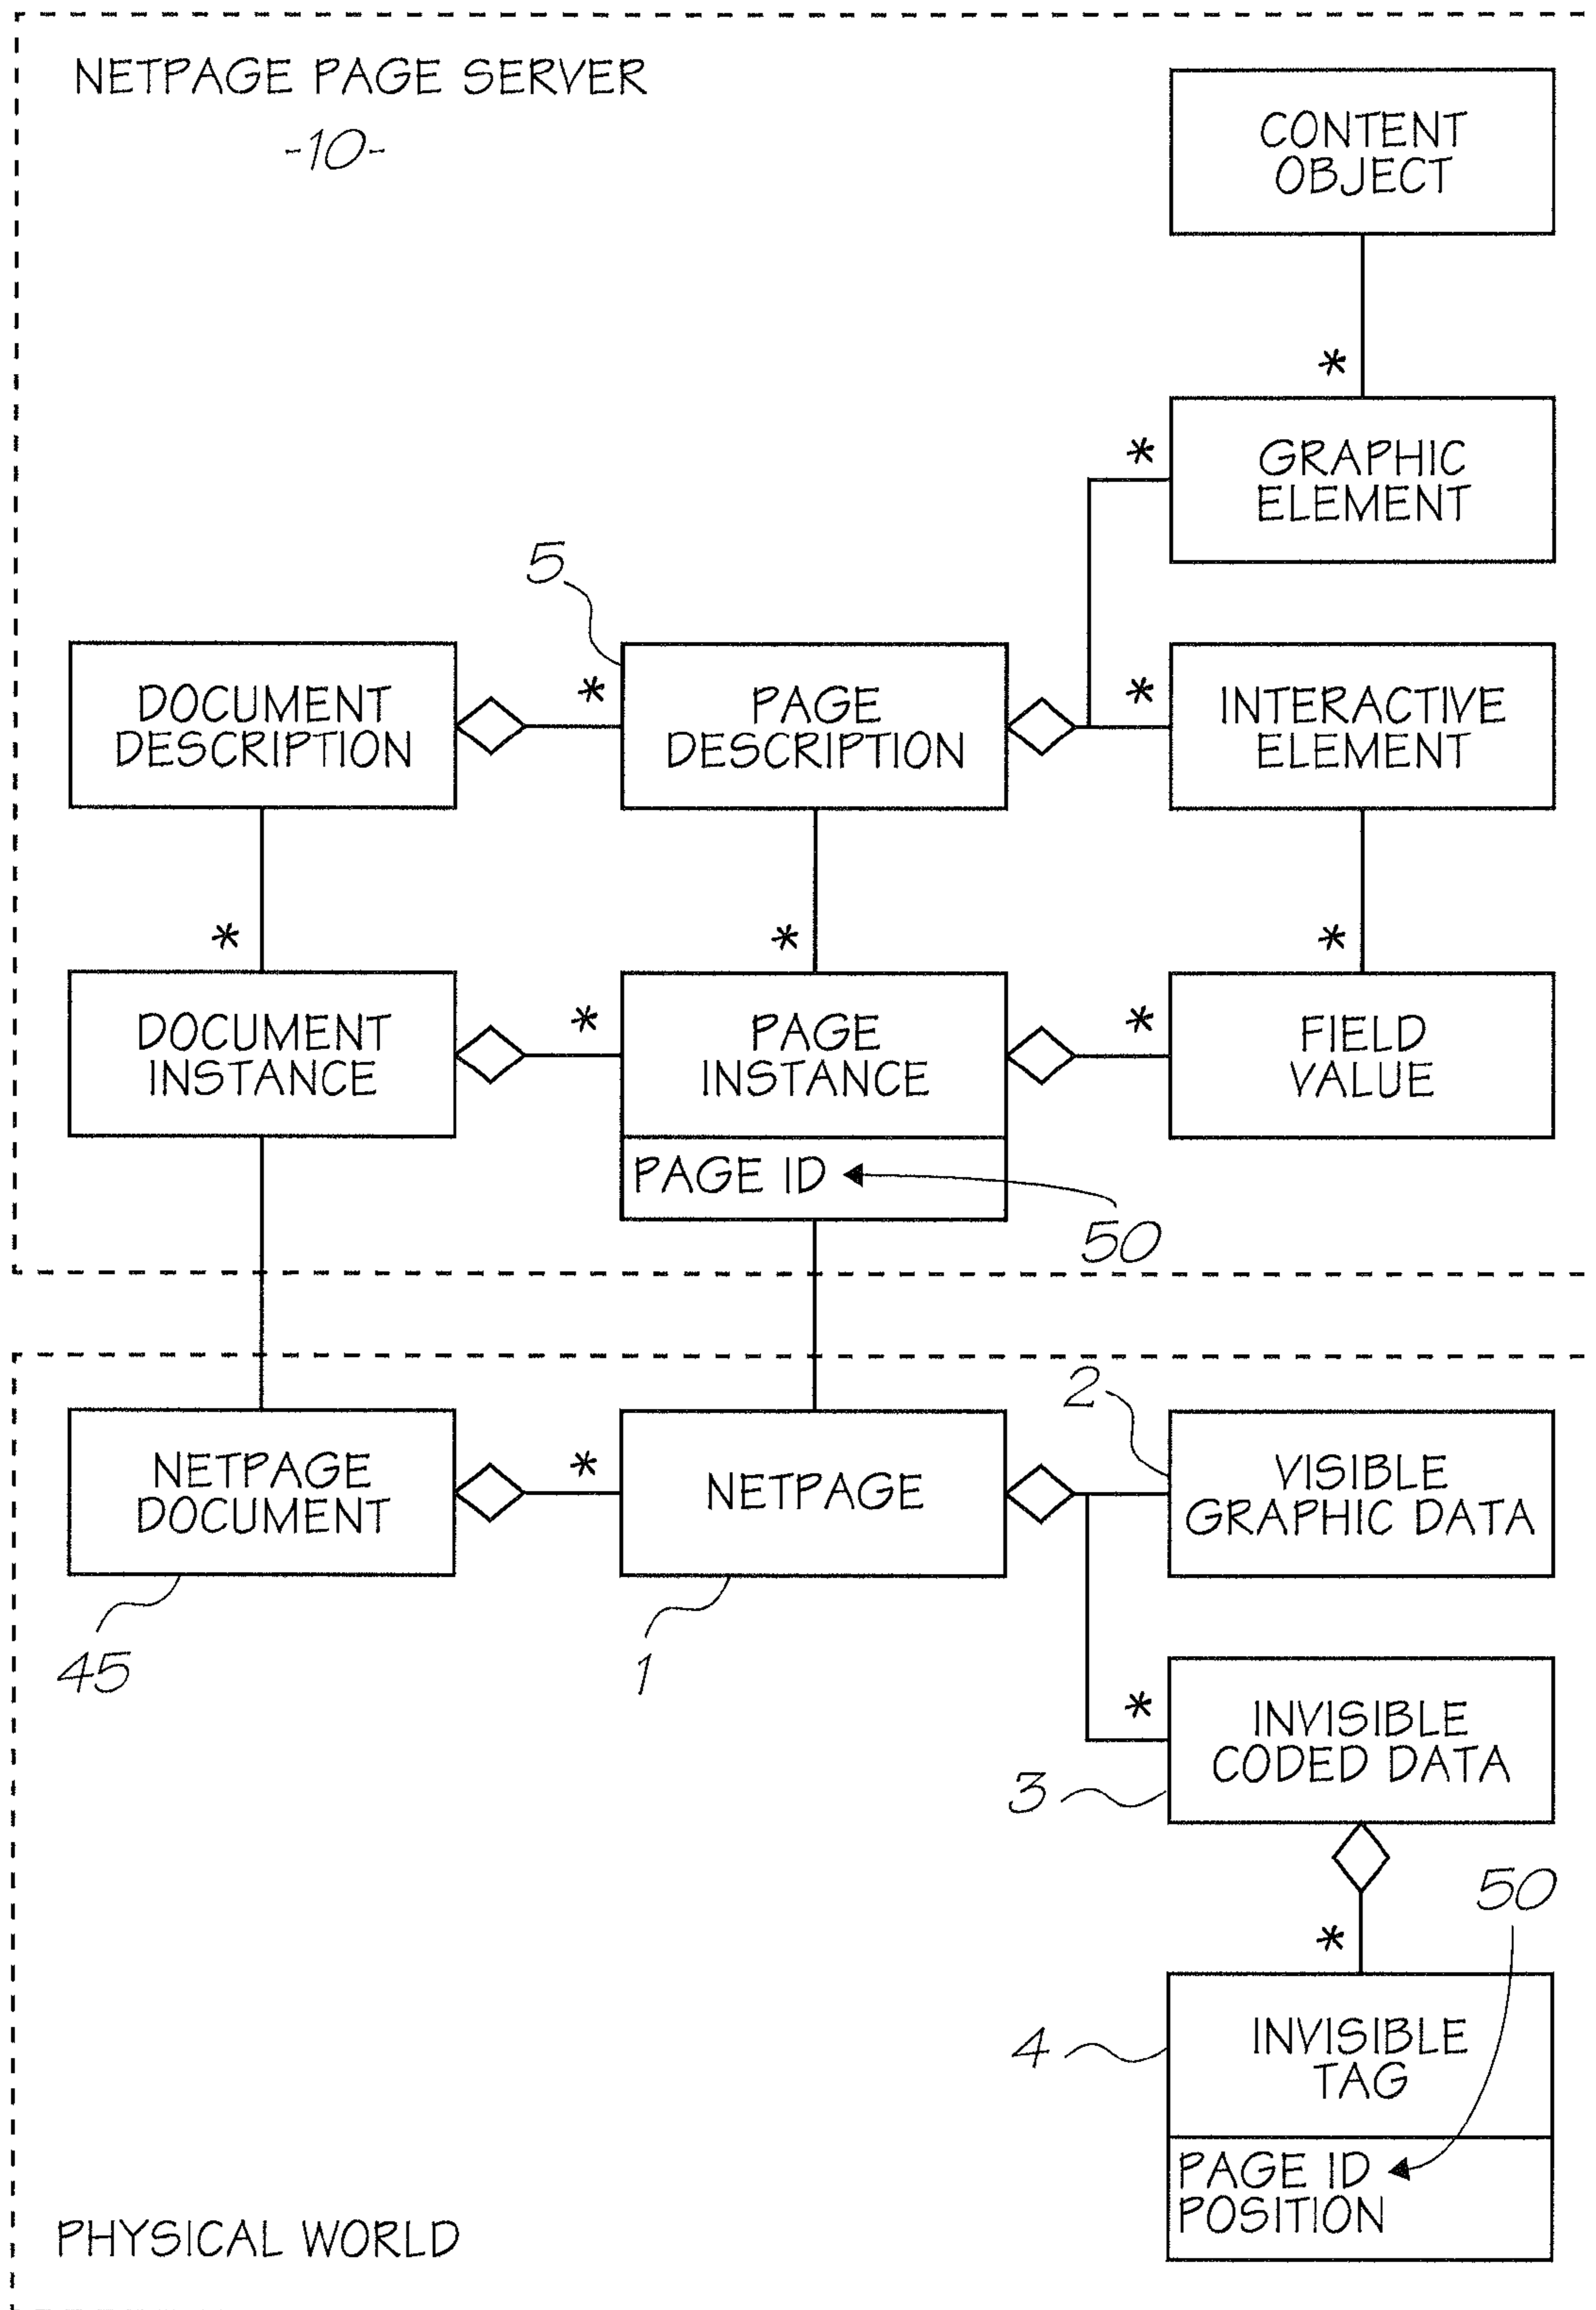 NETPAGE PAGE SERVER
-10-
CONTENT
OBJECT
*
*
GRAPHIC
ELEMENT
5
DOCUMENT
DESCRIPTION
*
PAGE
DESCRIPTION
*
INTERACTIVE
ELEMENT
*
*
*
DOCUMENT
INSTANCE
*
PAGE
INSTANCE
*
FIELD
VALUE
PAGE ID
50
2
NETPAGE
DOCUMENT
*
NETPAGE
VISIBLE
GRAPHIC DATA
45
1
*
INVISIBLE
CODED DATA
3
50
*
4
INVISIBLE
TAG
PAGE ID
POSITION
PHYSICAL WORLD